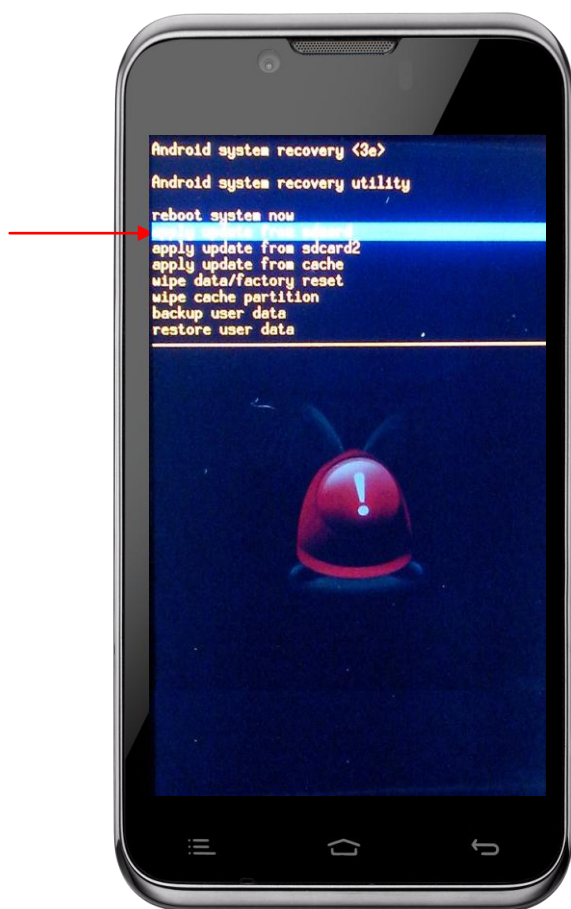 Android system recovery <3e>
Android system recovery utility
reboot system now
apply update from sdcard
apply update from sdcard2
apply update from cache
wipe data/factory reset
wipe cache partition
backup user data
restore user data